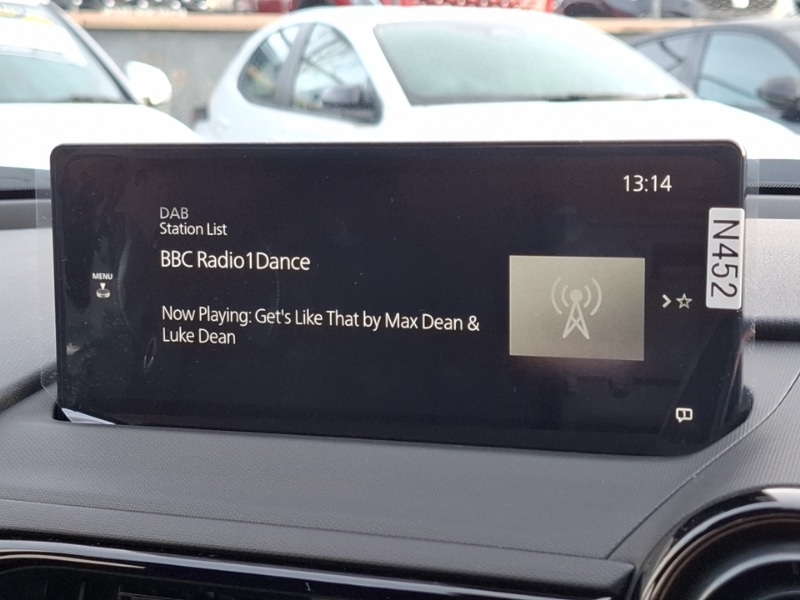 13:14
DAB
Station List
BBC Radio1Dance
MENU
Now Playing: Get's Like That by Max Dean &
Luke Dean
N452